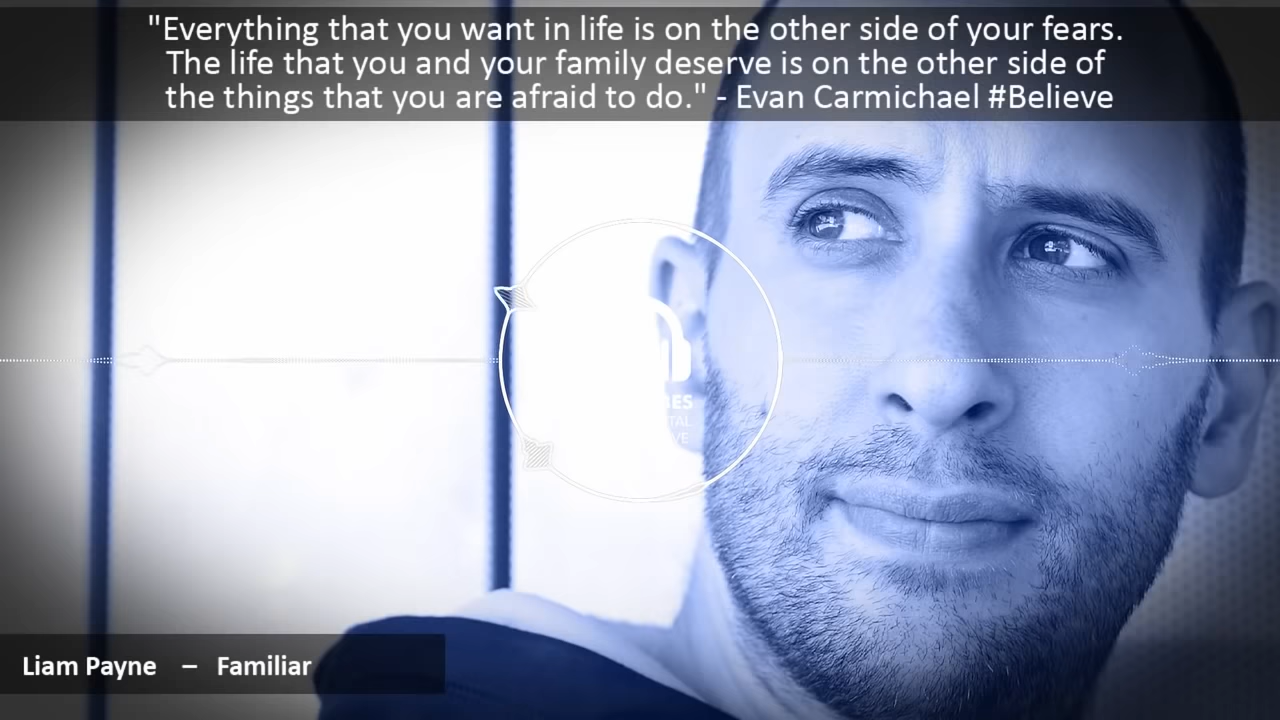 "Everything that you want in life is on the other side of your fears.
The life that you and your family deserve is on the other side of
the things that you are afraid to do." - Evan Carmichael #Believe
Liam Payne – Familiar